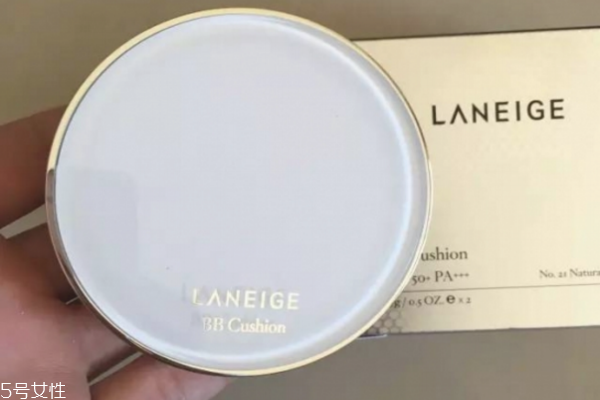 LANEIGE
BB Cushion
LANEIGE
ushion
50+ PA+++
No. 21 Natura
g / 0.5 OZ. e x 2
5号女性